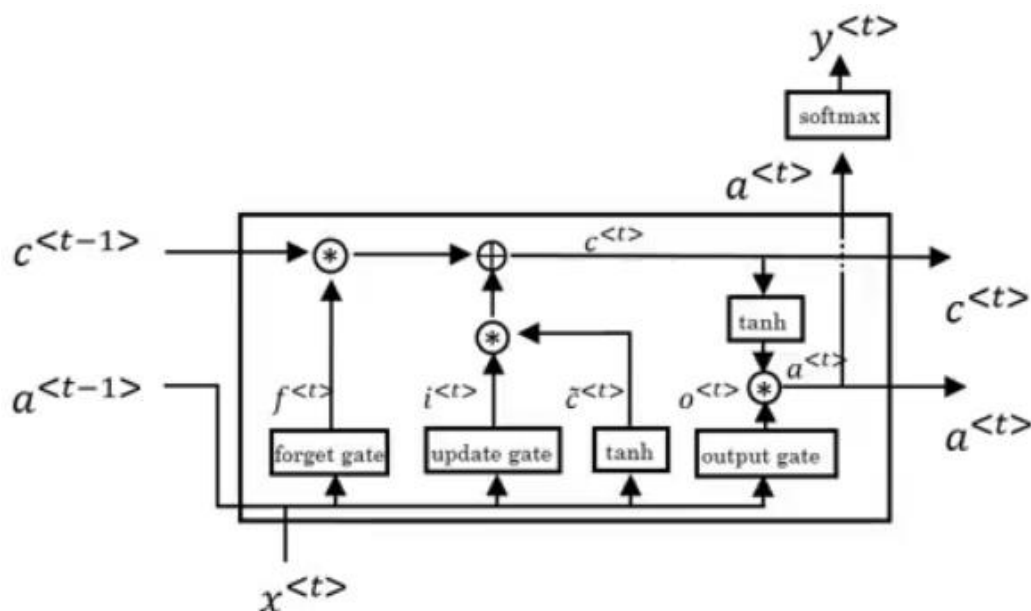 y<t>
softmax
a<t>
c<t-1>
c<t>
*
+
tanh
c<t>
*
a<t-1>
f<t>
i<t>
c̃<t>
o<t>
*
a<t>
a<t>
forget gate
update gate
tanh
output gate
x<t>